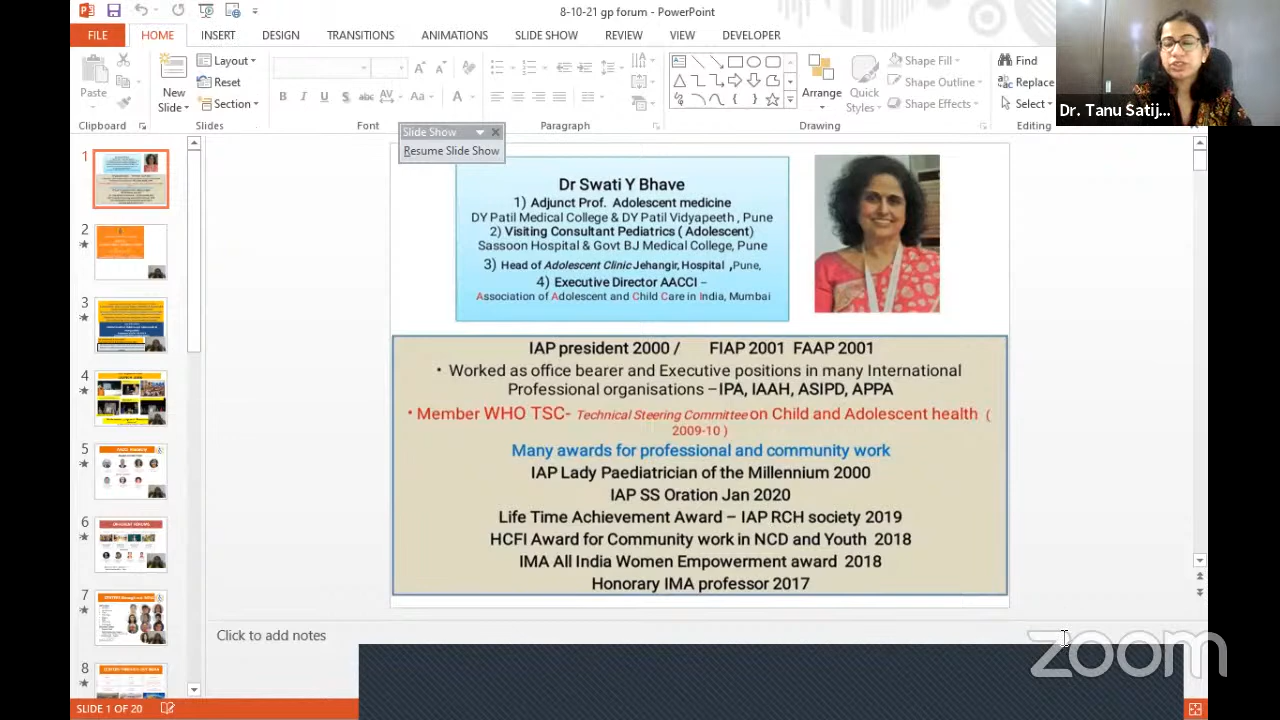 8-10-21 gp forum - PowerPoint
FILE
HOME
INSERT
DESIGN
TRANSITIONS
ANIMATIONS
SLIDE SHOW
REVIEW
VIEW
DEVELOPER
Paste
Clipboard
New
Slide
Layout
Reset
Section
Slides
Font
Paragraph
Arrange
Quick
Styles
Shape Fill
Shape Outline
Shape Effects
Drawing
Find
Replace
Select
Editing
Dr. Tanu Satij...
Slide Show
Resume Slide Show
1
2
3
4
5
6
7
8
Dr.Swati Y Bhave
1) Adjunct Prof. Adolescent medicine
DY Patil Medical College & DY Patil Vidyapeeth , Pune
2) Visiting Consultant Pediatrics ( Adolescent)
Sassoon Hospital & Govt BJ Medical College, Pune
3) Head of Adolescent Clinic Jehangir, Hospital ,Pune,
4) Executive Director AACCI –
Association of Adolescent and Child Care in India, Mumbai
IAP president 2000 / FIAP 2001 FAAP 2001
• Worked as office bearer and Executive positions in many International
Professional organisations –IPA, IAAH, ASIPD, APPA
• Member WHO TSC- Technical Steering Committee on Child and Adolescent health (
2009-10 )
Many awards for professional and community work
IAP Lady Paediatrician of the Millennium 2000
IAP SS Oration Jan 2020
Life Time Achievement Award – IAP RCH society 2019
HCFI Award for Community work in NCD and Youth 2018
IMA India Women Empowerment award 2018
Honorary IMA professor 2017
Click to add notes
zoom
SLIDE 1 OF 20